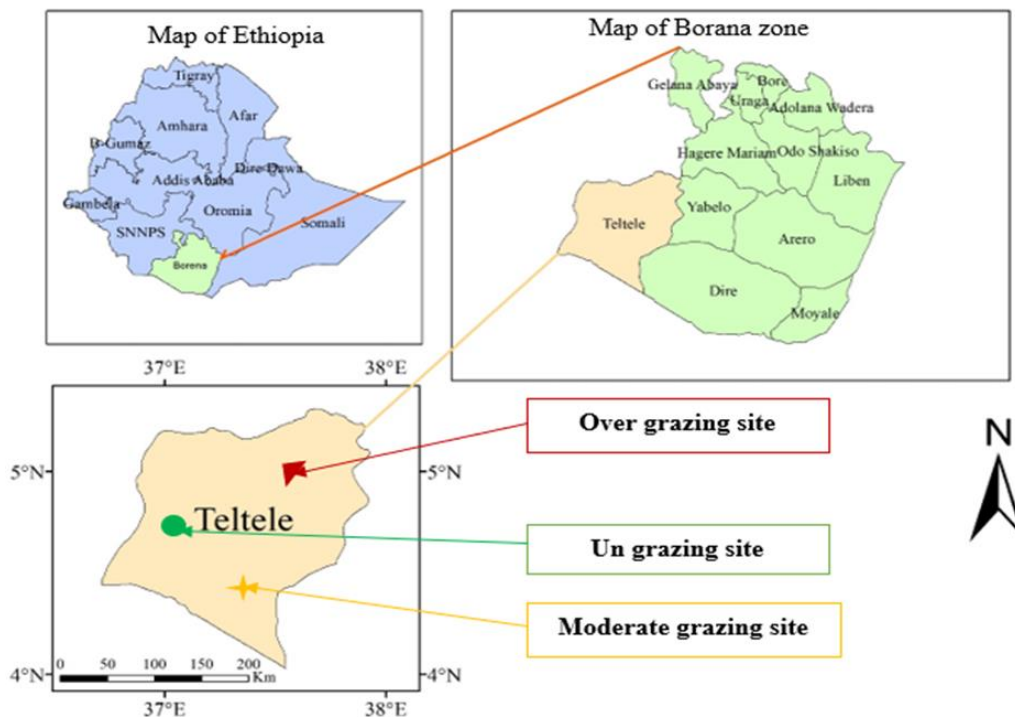 Map of Ethiopia
Tigray
Afar
Amhara
B-Gumaz
Dire Dawa
Addis Ababa
Gambela
Oromia
SNNPS
Somali
Borena
Map of Borana zone
Gelana Abaya
Bore
Uraga
Adolana Wadera
Hagere Mariam
Odo Shakiso
Liben
Teltele
Yabelo
Arero
Dire
Moyale
37°E
38°E
5°N
5°N
Teltele
4°N
4°N
0 50 100 150 200
Km
37°E
38°E
Over grazing site
Un grazing site
Moderate grazing site
N